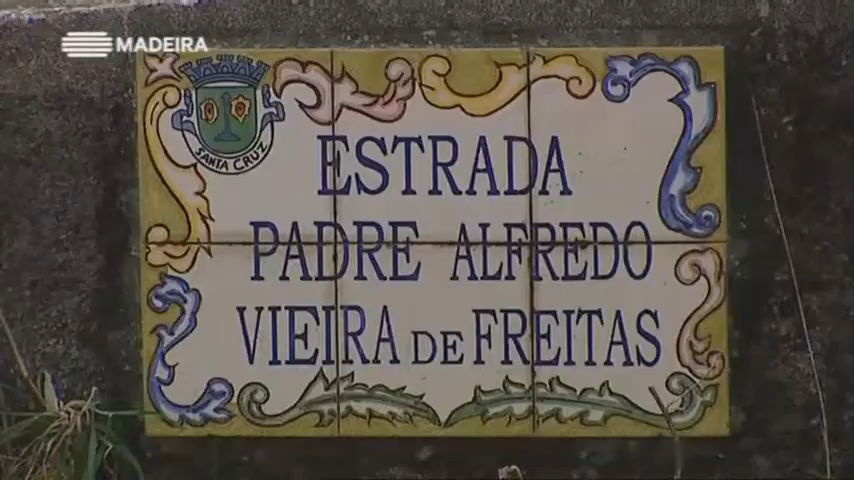 MADEIRA
SANTA CRUZ
ESTRADA
PADRE ALFREDO
VIEIRA DE FREITAS